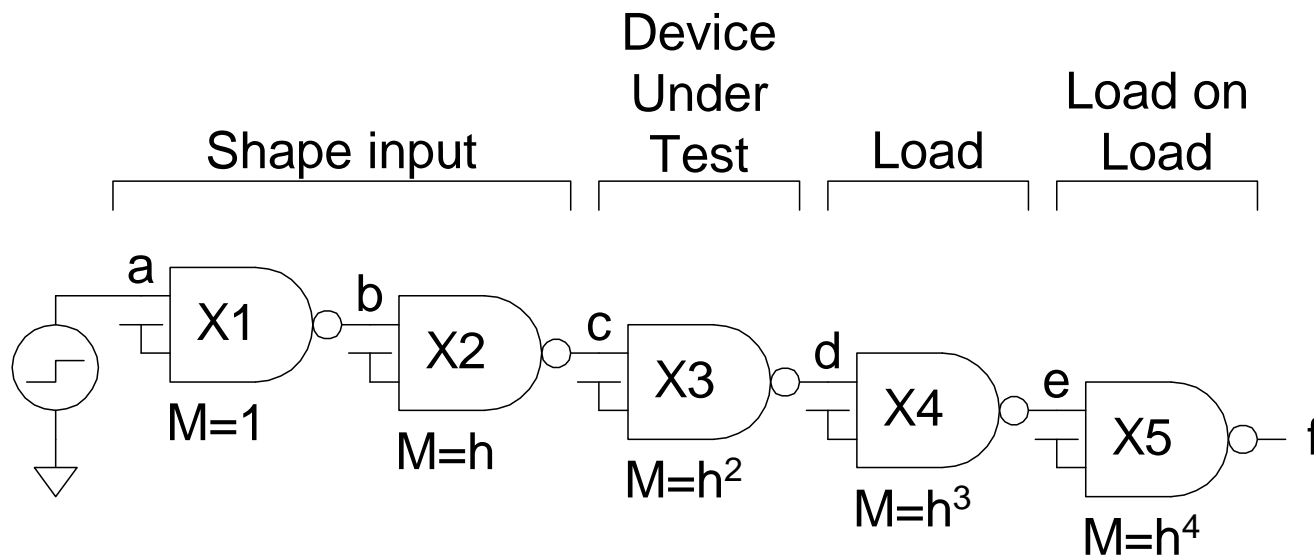 Device
Under
Test
Shape input
Load
Load on
Load
a
X1
M=1
b
X2
M=h
c
X3
M=h²
d
X4
M=h³
e
X5
M=h⁴
f